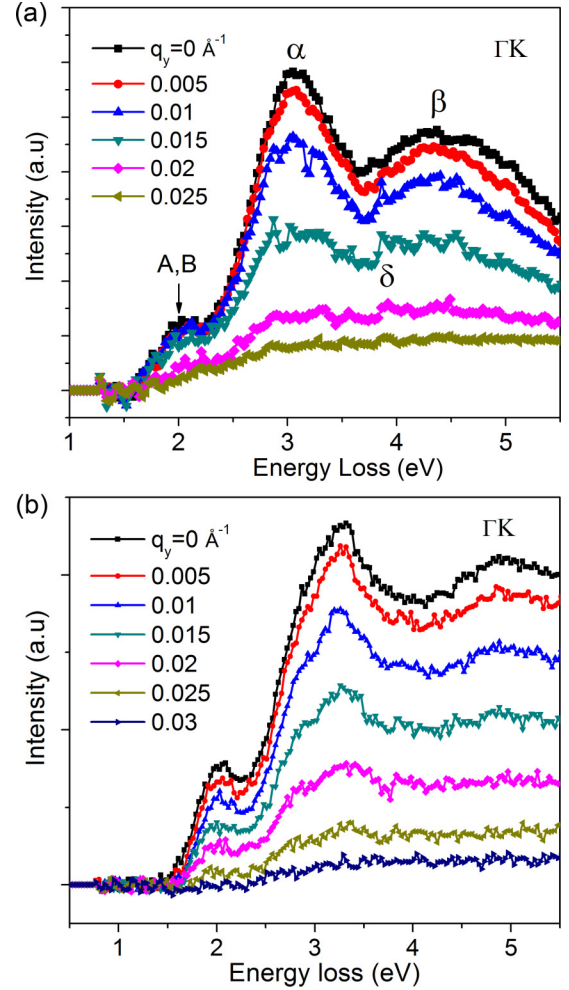 (a)
q_y=0 Å⁻¹
0.005
0.01
0.015
0.02
0.025
α
β
ΓK
A,B
δ
Intensity (a.u)
1 2 3 4 5
Energy Loss (eV)
(b)
q_y=0 Å⁻¹
0.005
0.01
0.015
0.02
0.025
0.03
ΓK
Intensity (a.u)
1 2 3 4 5
Energy loss (eV)